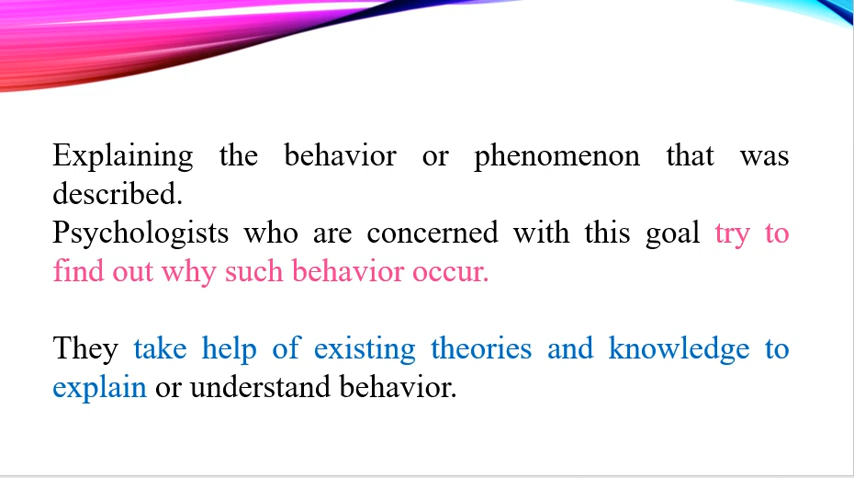 Explaining the behavior or phenomenon that was
described.
Psychologists who are concerned with this goal try to
find out why such behavior occur.
They take help of existing theories and knowledge to
explain or understand behavior.